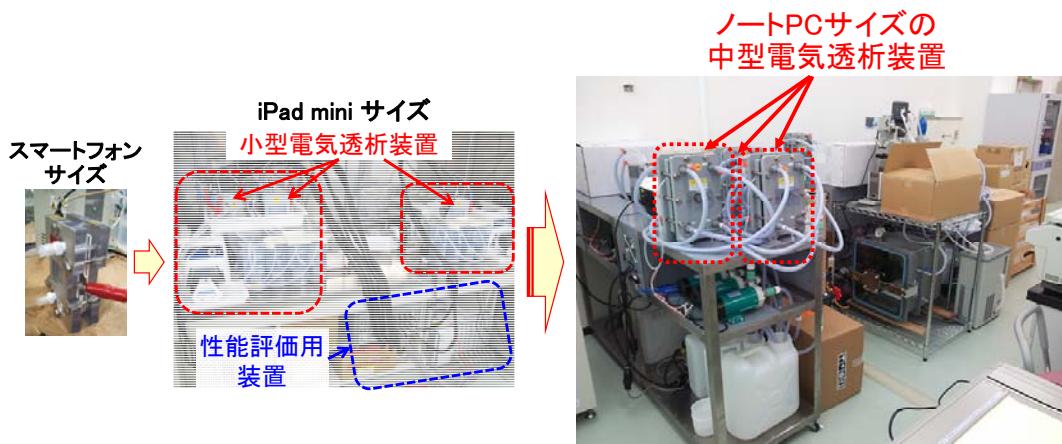 スマートフォン
サイズ
iPad mini サイズ
小型電気透析装置
性能評価用
装置
ノートPCサイズの
中型電気透析装置